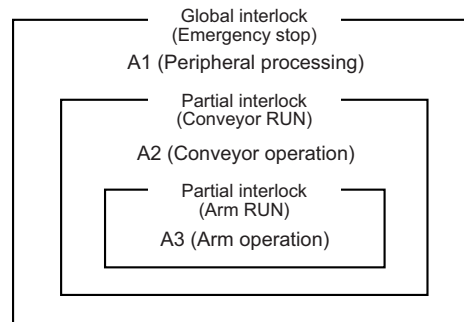 Global interlock
(Emergency stop)
A1 (Peripheral processing)
Partial interlock
(Conveyor RUN)
A2 (Conveyor operation)
Partial interlock
(Arm RUN)
A3 (Arm operation)